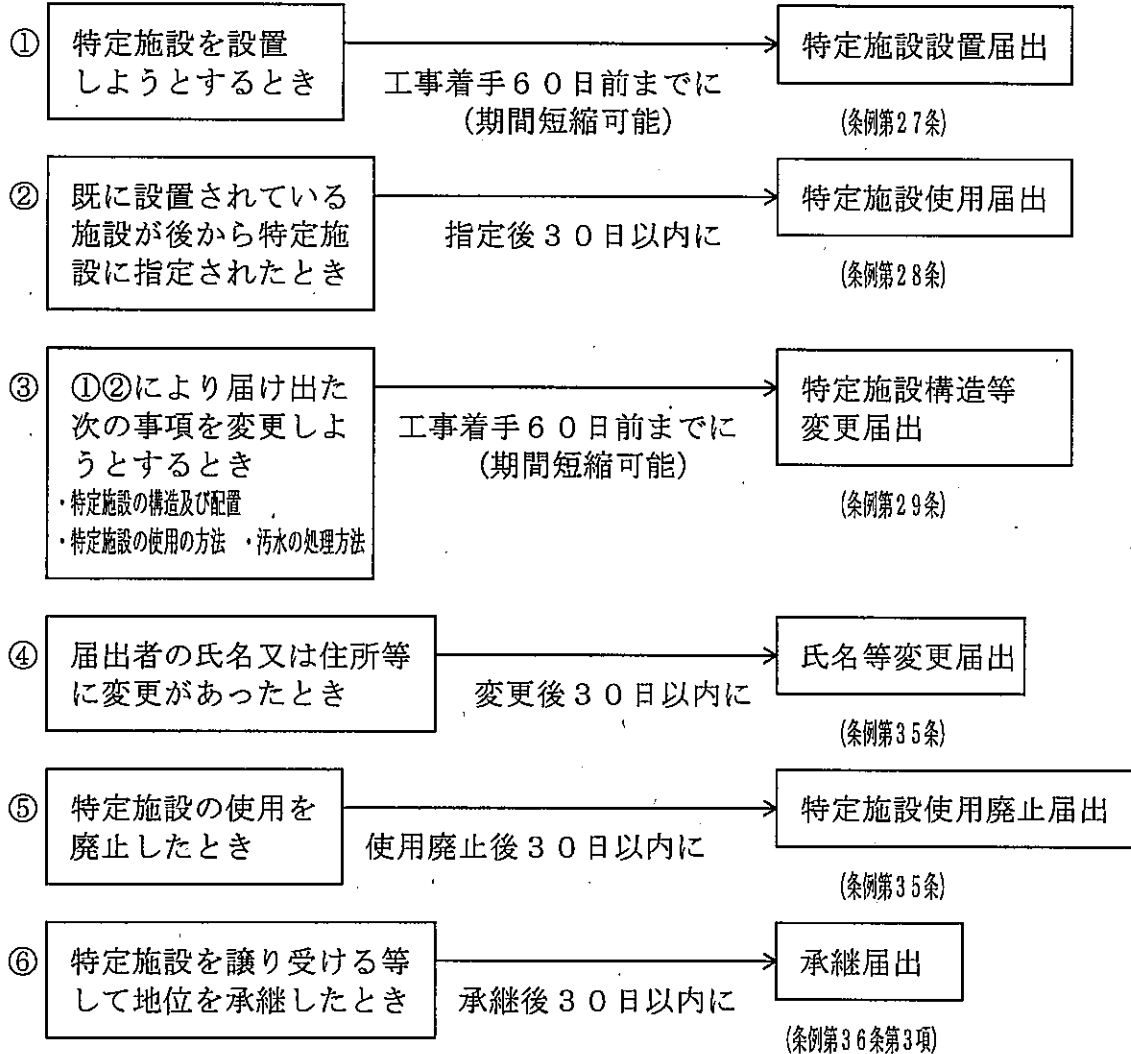 ① 特定施設を設置
しようとするとき
工事着手60日前までに
(期間短縮可能)
特定施設設置届出
(条例第27条)
② 既に設置されている
施設が後から特定施
設に指定されたとき
指定後30日以内に
特定施設使用届出
(条例第28条)
③ ①②により届け出た
次の事項を変更しよ
うとするとき
・特定施設の構造及び配置
・特定施設の使用の方法 ・汚水の処理方法
工事着手60日前までに
(期間短縮可能)
特定施設構造等
変更届出
(条例第29条)
④ 届出者の氏名又は住所等
に変更があったとき
変更後30日以内に
氏名等変更届出
(条例第35条)
⑤ 特定施設の使用を
廃止したとき
使用廃止後30日以内に
特定施設使用廃止届出
(条例第35条)
⑥ 特定施設を譲り受ける等
して地位を承継したとき
承継後30日以内に
承継届出
(条例第36条第3項)